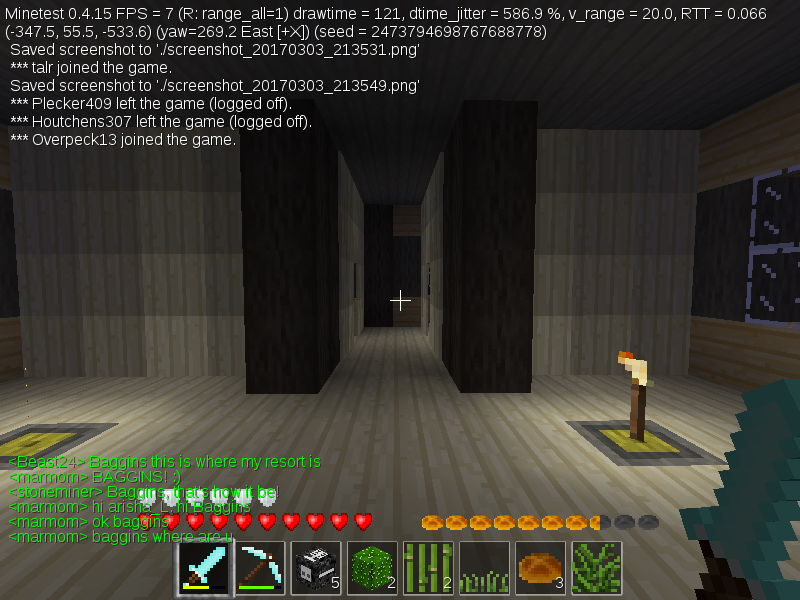 Minetest 0.4.15 FPS = 7 (R: range_all=1) drawtime = 121, dtime_jitter = 586.9 %, v_range = 20.0, RTT = 0.066
(-347.5, 55.5, -533.6) (yaw=269.2 East [+X]) (seed = 2473794698767688778)
Saved screenshot to './screenshot_20170303_213531.png'
*** talr joined the game.
Saved screenshot to './screenshot_20170303_213549.png'
*** Plecker409 left the game (logged off).
*** Houtchens307 left the game (logged off).
*** Overpeck13 joined the game.
<Beast24> Baggins this is where my resort is
<marmom> BAGGINS! :)
<stoneminer> Baggins, that's how it be!
<marmom> hi arisha_L, hi Baggins
<marmom> ok baggins
<marmom> baggins where are u
5
2
2
3